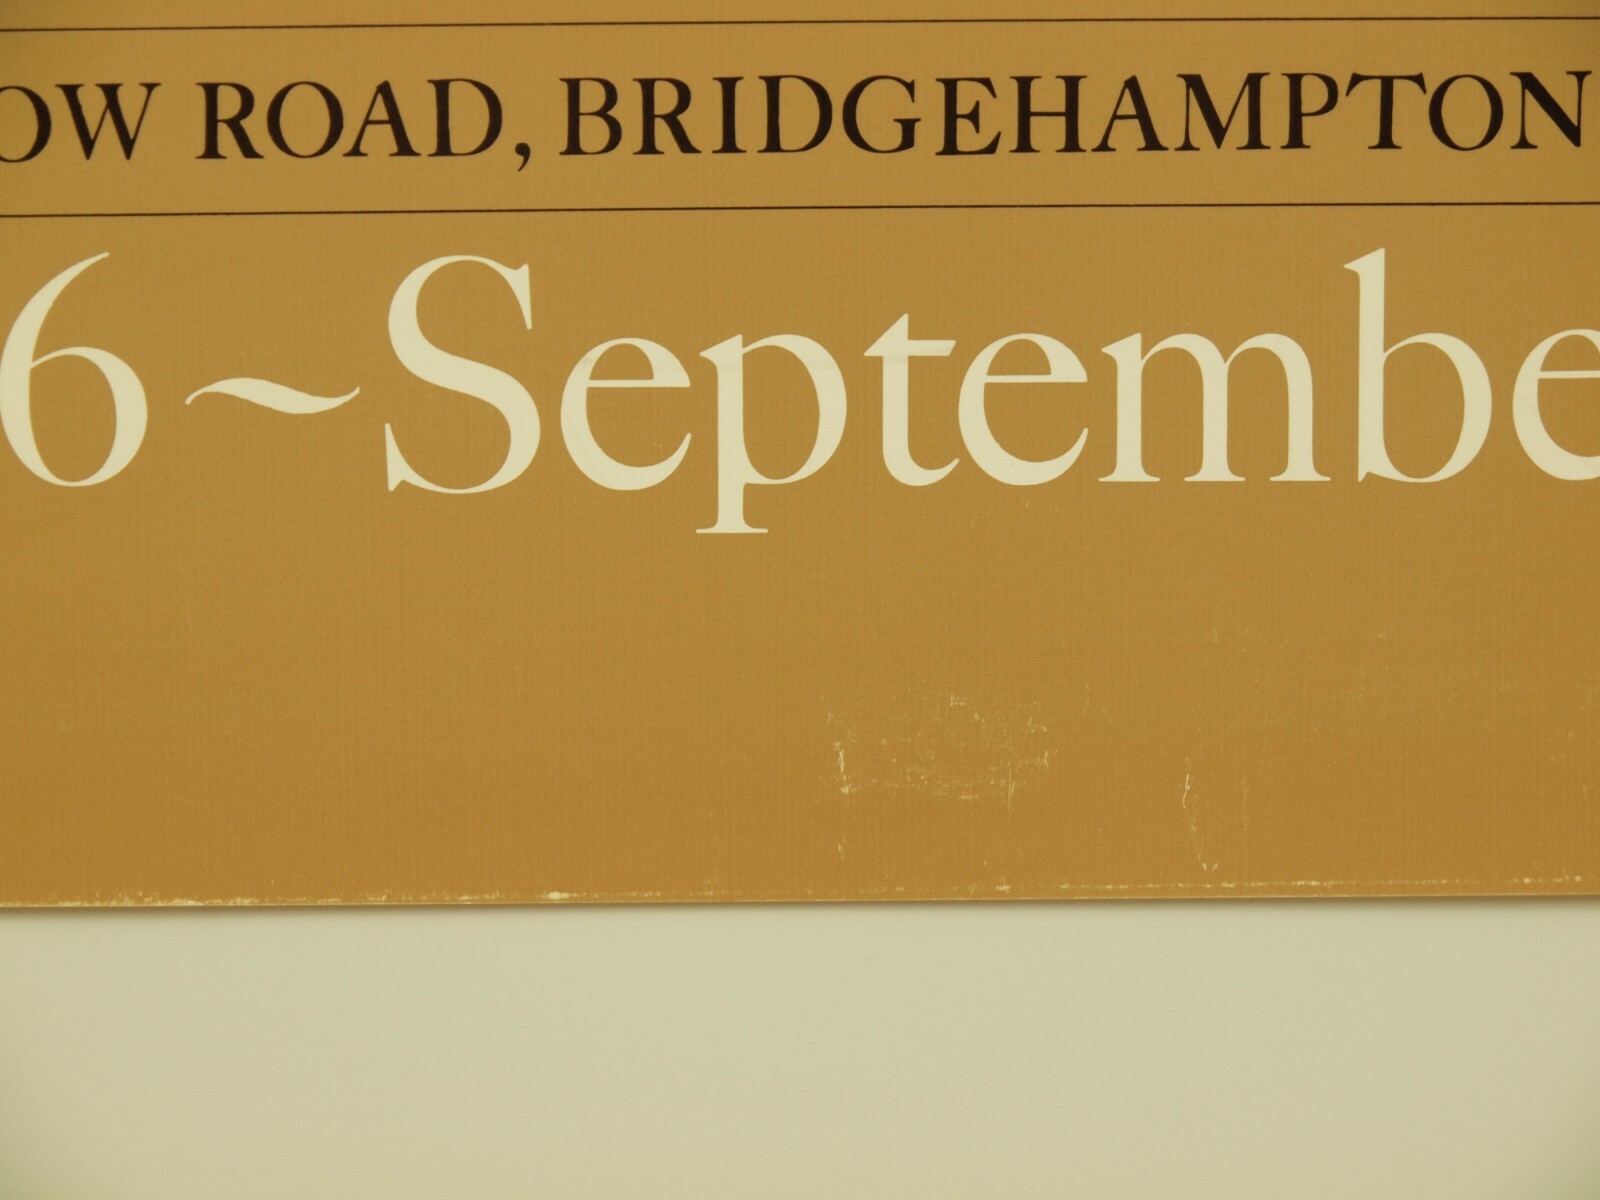 OW ROAD, BRIDGEHAMPTON
6~Septembe